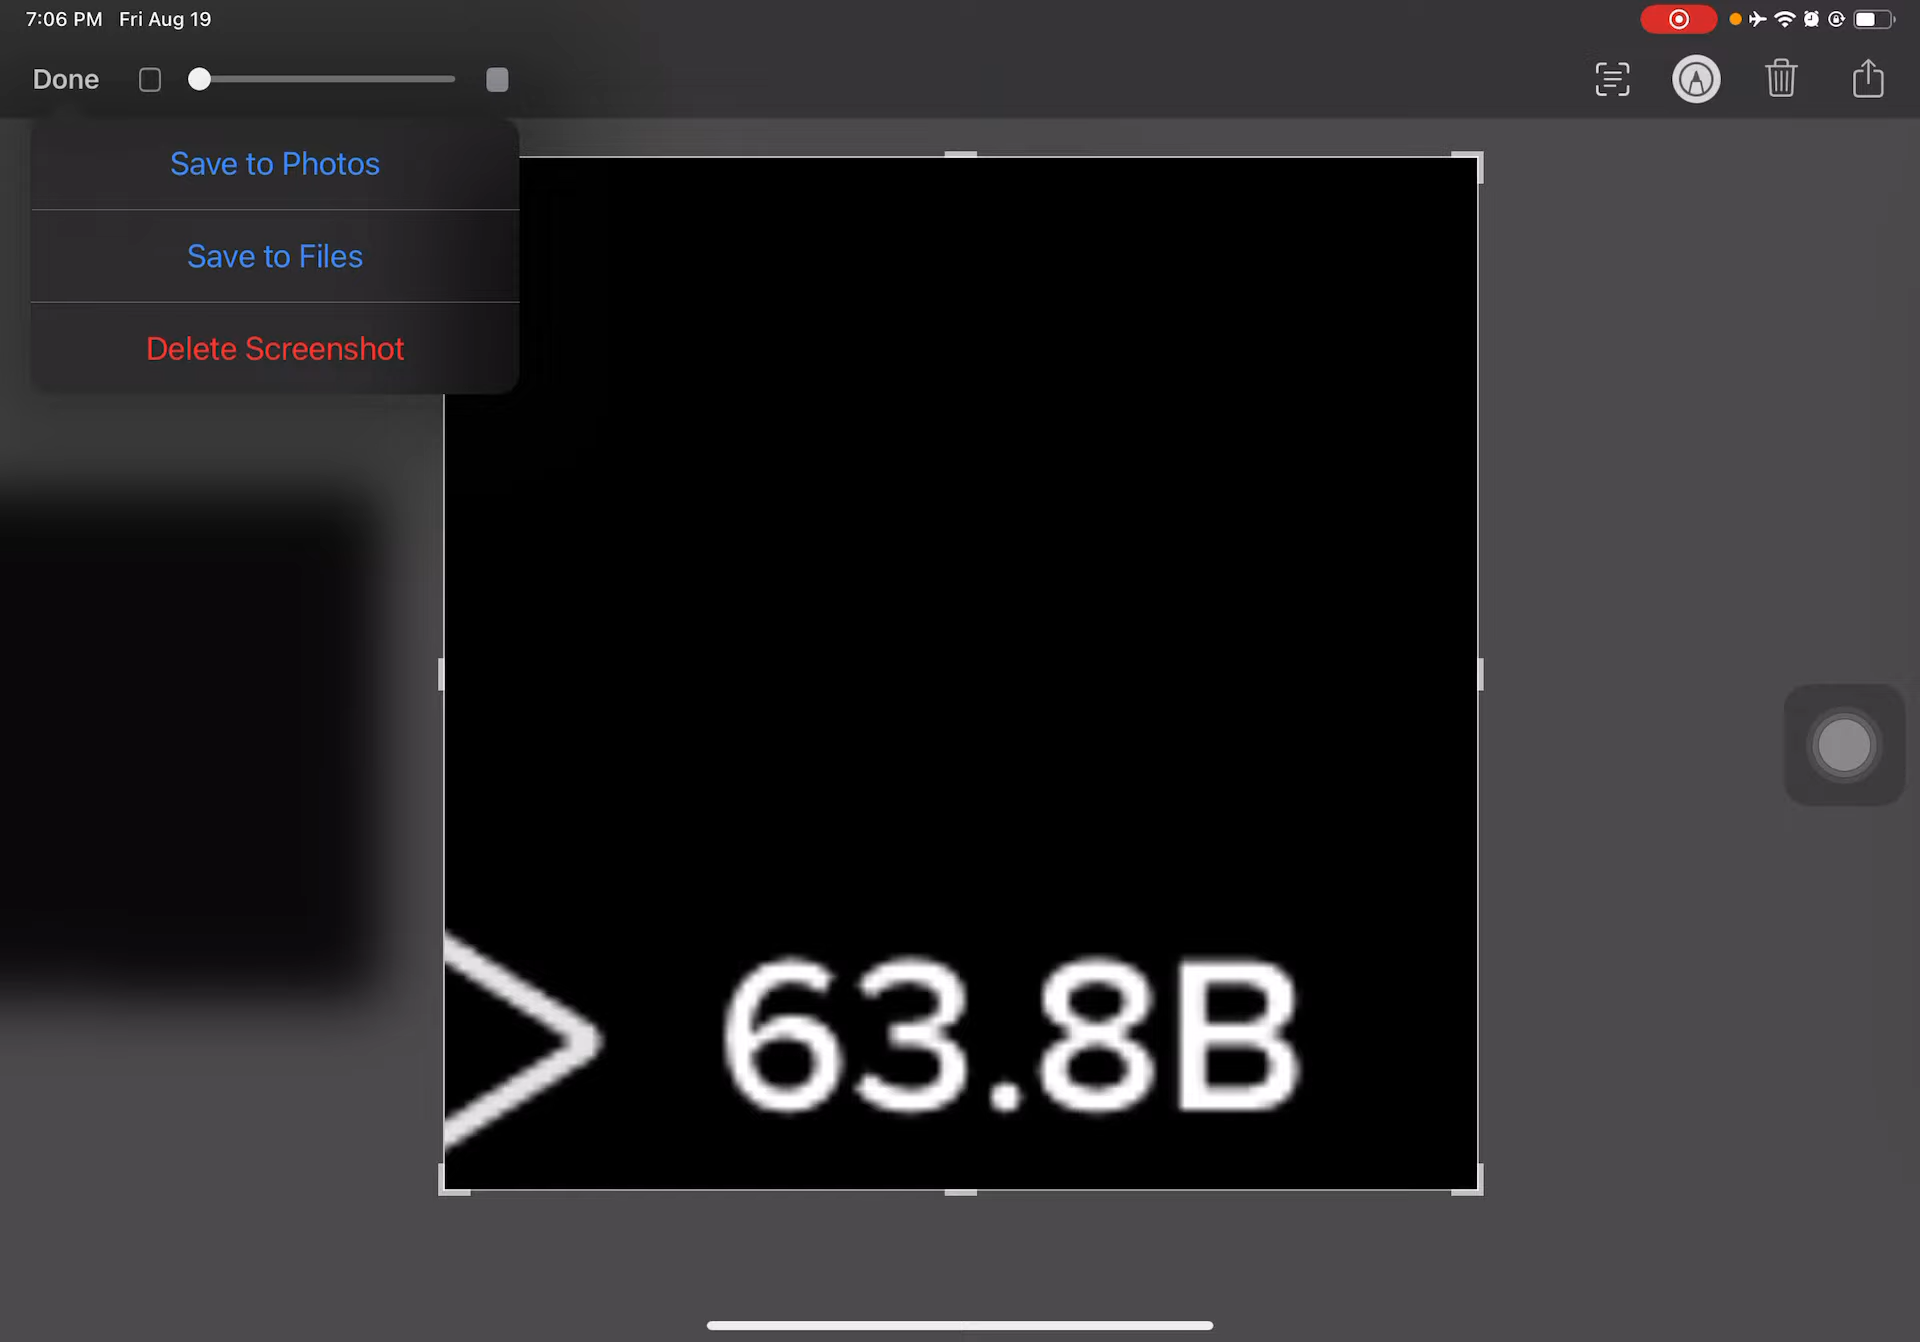 7:06 PM Fri Aug 19
Done
Save to Photos
Save to Files
Delete Screenshot
63.8B